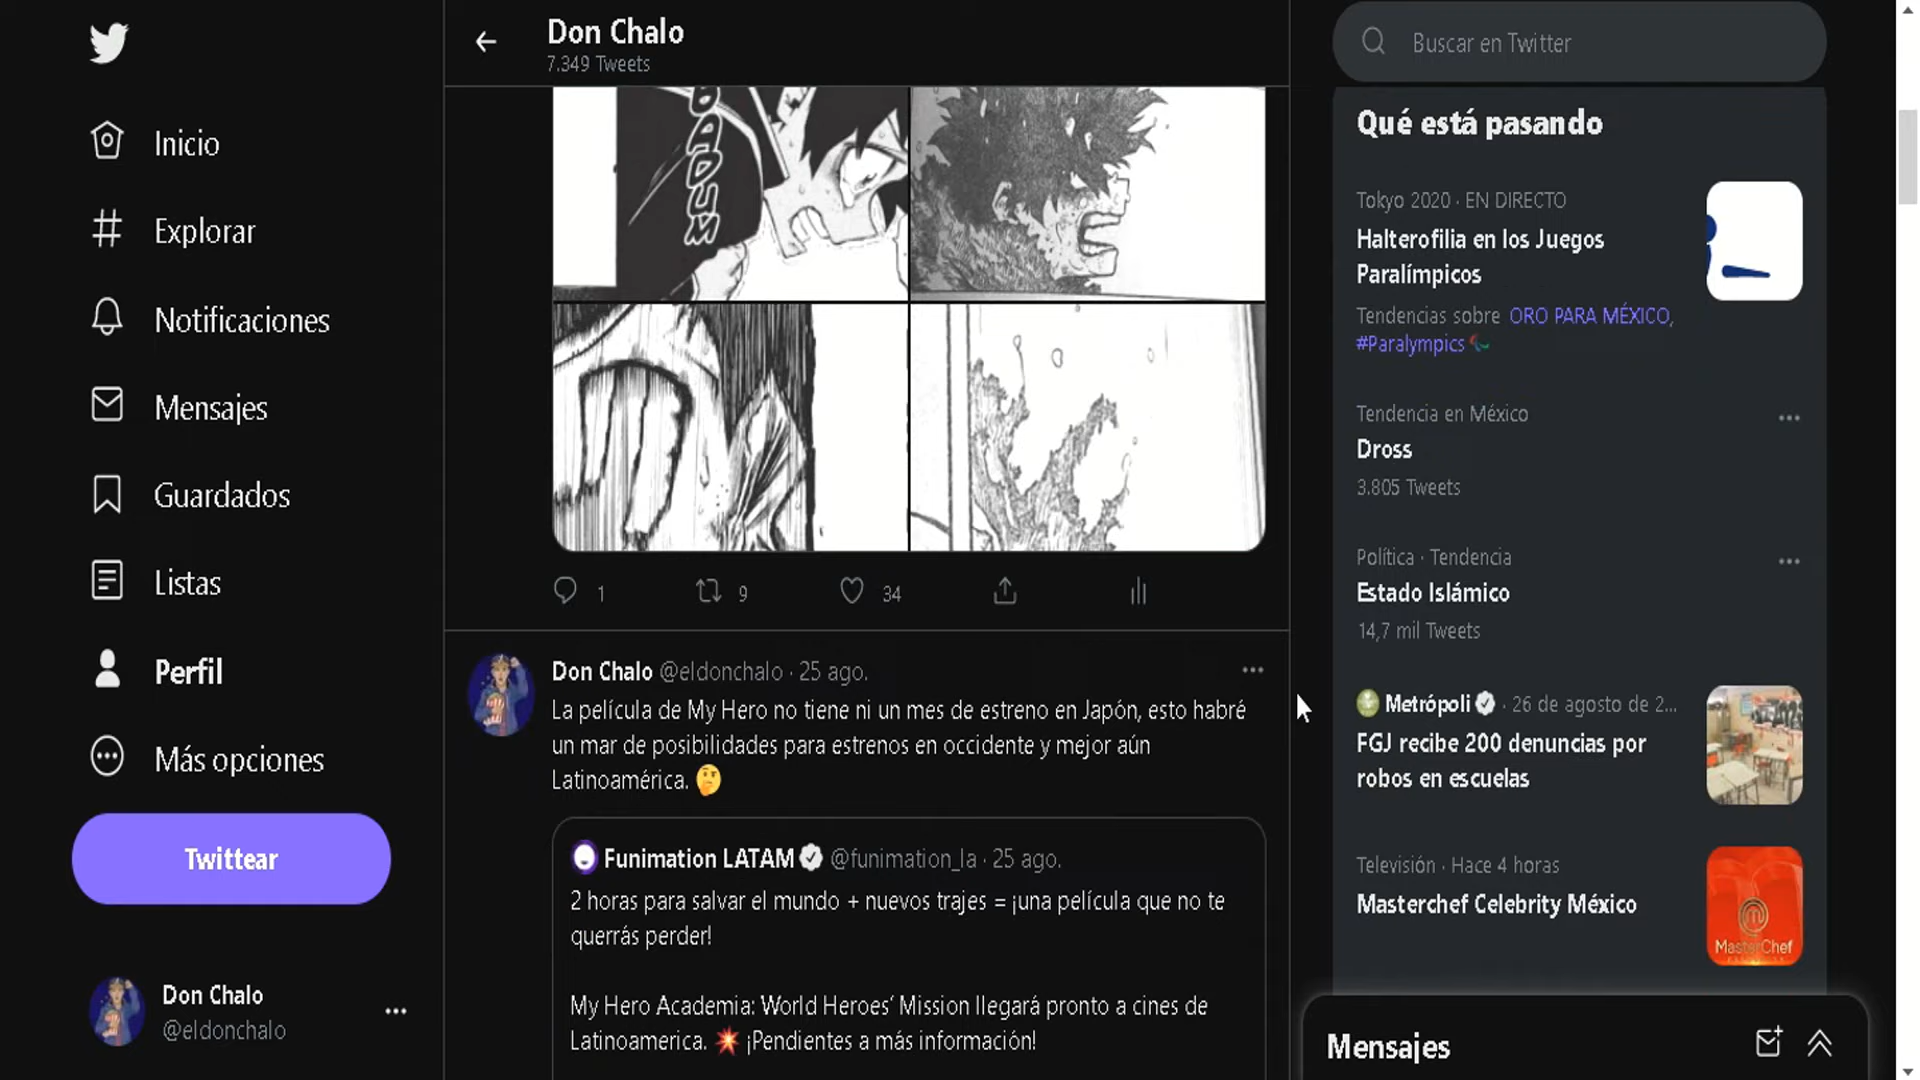 Inicio
Explorar
Notificaciones
Mensajes
Guardados
Listas
Perfil
Más opciones
Twittear
Don Chalo
@eldonchalo
Don Chalo
7.349 Tweets
BADUM
1
9
34
Don Chalo @eldonchalo · 25 ago.
La película de My Hero no tiene ni un mes de estreno en Japón, esto habré
un mar de posibilidades para estrenos en occidente y mejor aún
Latinoamérica. 🤔
Funimation LATAM @funimation_la · 25 ago.
2 horas para salvar el mundo + nuevos trajes = ¡una película que no te
querrás perder!
My Hero Academia: World Heroes’ Mission llegará pronto a cines de
Latinoamerica. 💥 ¡Pendientes a más información!
Buscar en Twitter
Qué está pasando
Tokyo 2020 · EN DIRECTO
Halterofilia en los Juegos
Paralímpicos
Tendencias sobre ORO PARA MÉXICO,
#Paralympics
Tendencia en México
Dross
3.805 Tweets
Política · Tendencia
Estado Islámico
14,7 mil Tweets
Metrópoli · 26 de agosto de 2...
FGJ recibe 200 denuncias por
robos en escuelas
Televisión · Hace 4 horas
Masterchef Celebrity México
MasterChef
Mensajes